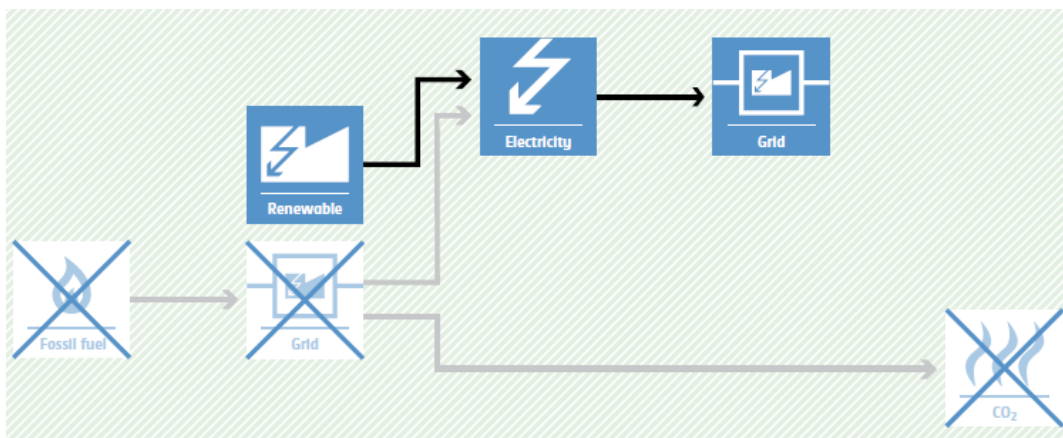 Electricity
Grid
Renewable
Fossil fuel
Grid
CO₂